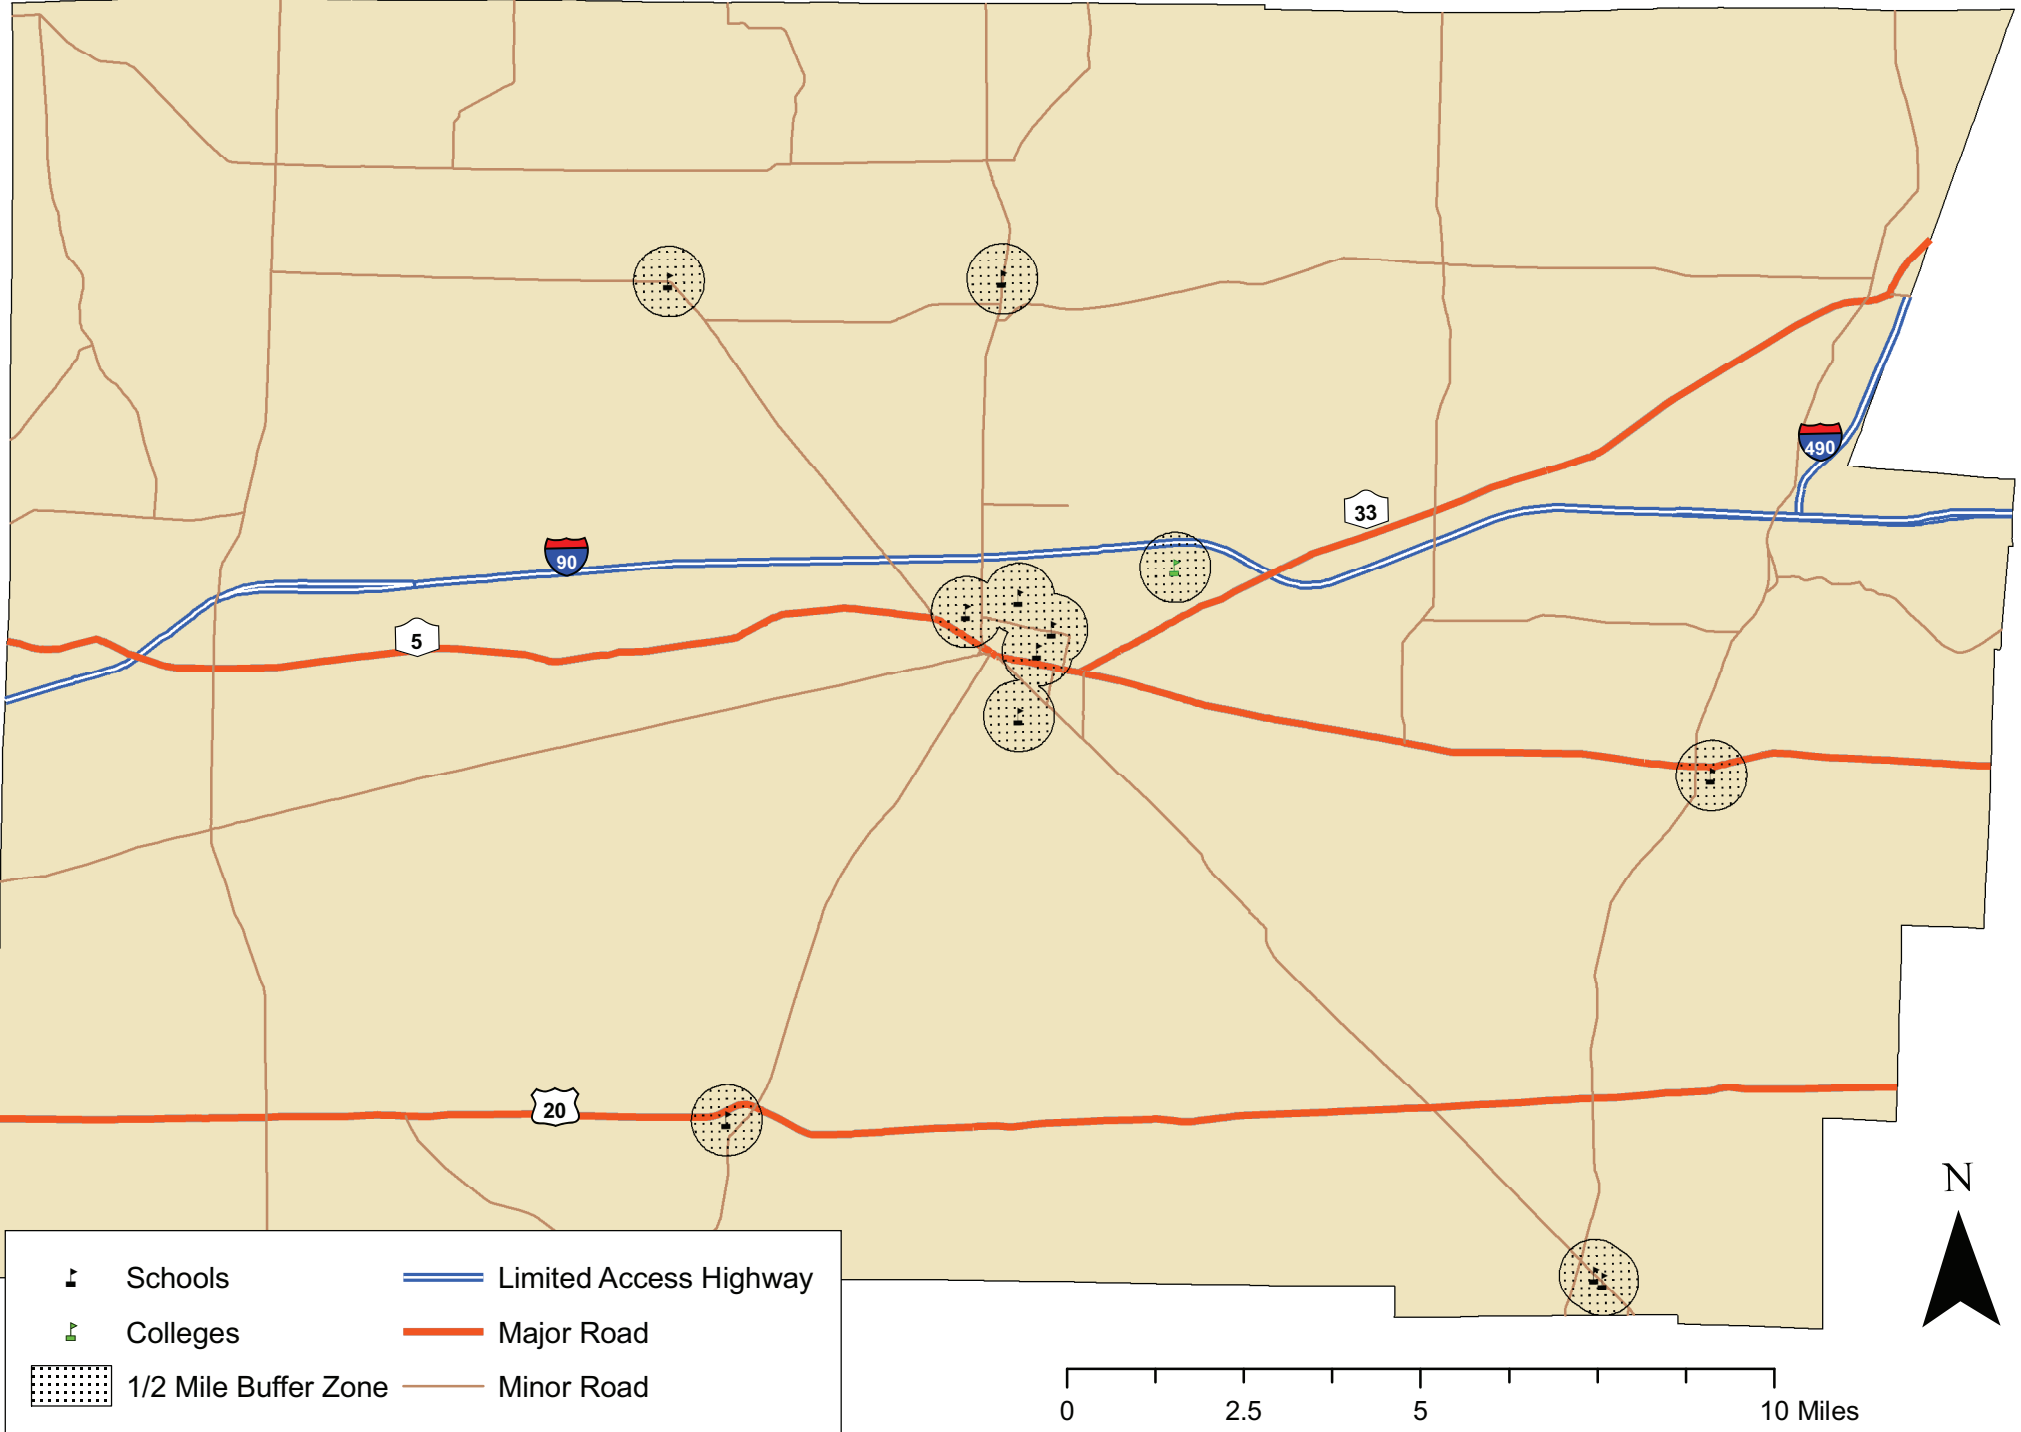 490
33
90
5
20
N
Schools
Limited Access Highway
Colleges
Major Road
1/2 Mile Buffer Zone
Minor Road
0 2.5 5 10 Miles